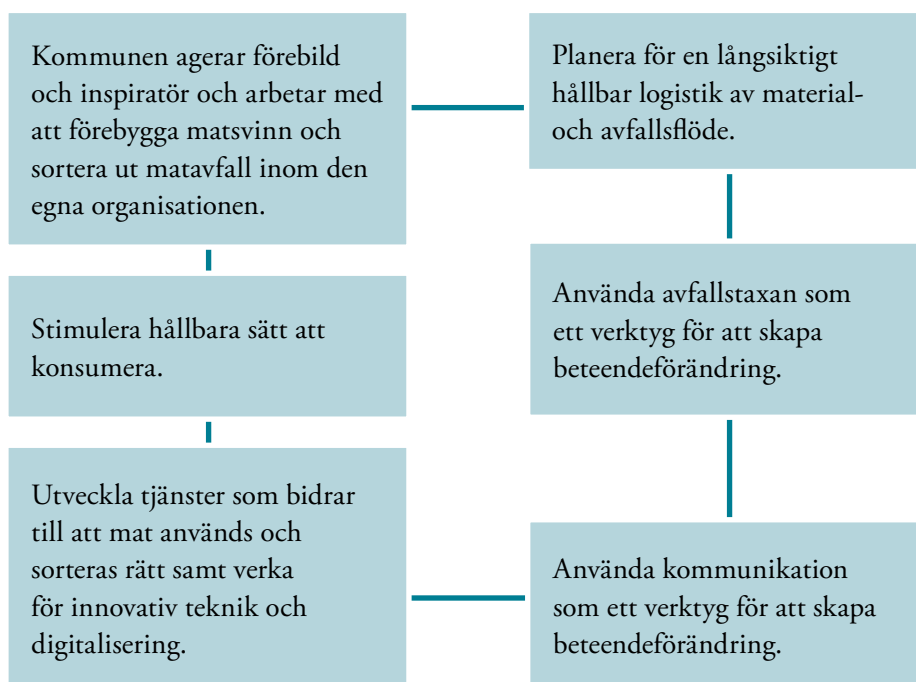 Kommunen agerar förebild
och inspiratör och arbetar med
att förebygga matsvinn och
sortera ut matavfall inom den
egna organisationen.
Stimulera hållbara sätt att
konsumera.
Utveckla tjänster som bidrar
till att mat används och
sorteras rätt samt verka
för innovativ teknik och
digitalisering.
Planera för en långsiktigt
hållbar logistik av material-
och avfallsflöde.
Använda avfallstaxan som
ett verktyg för att skapa
beteendeförändring.
Använda kommunikation
som ett verktyg för att skapa
beteendeförändring.